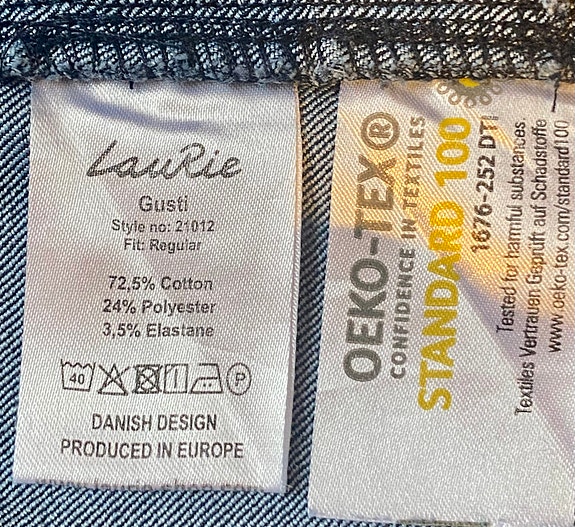 LauRie
Gusti
Style no: 21012
Fit: Regular
72,5% Cotton
24% Polyester
3,5% Elastane
40 P
DANISH DESIGN
PRODUCED IN EUROPE
OEKO-TEX®
CONFIDENCE IN TEXTILES
STANDARD 100
1676-252 DTI
Tested for harmful substances.
Textiles Vertrauen Geprüft auf Schadstoffe
www.oeko-tex.com/standard100